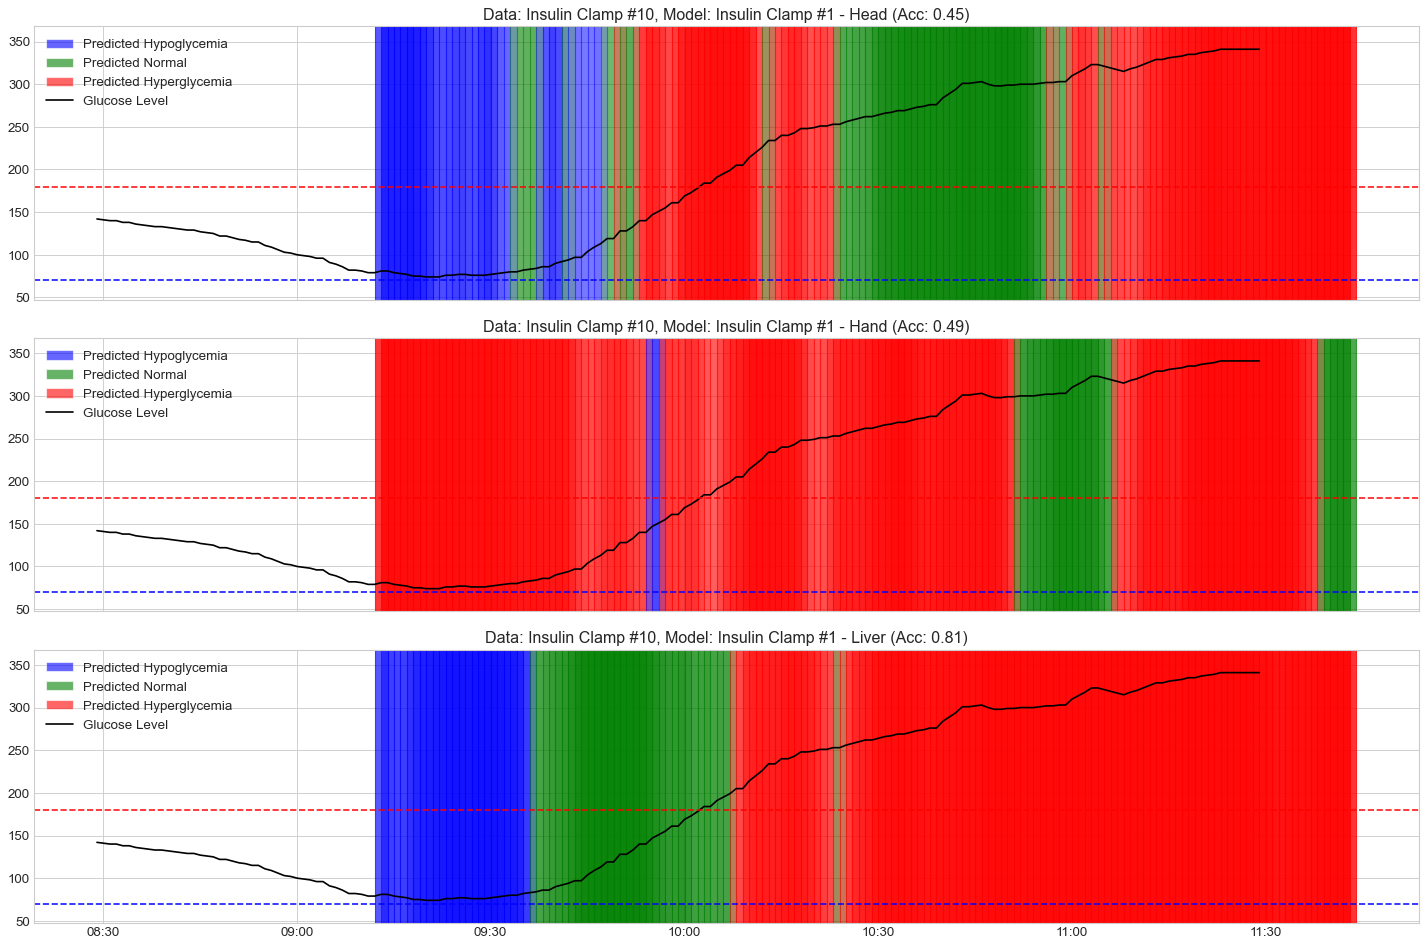 Data: Insulin Clamp #10, Model: Insulin Clamp #1 - Head (Acc: 0.45)
350
300
250
200
150
100
50
Predicted Hypoglycemia
Predicted Normal
Predicted Hyperglycemia
Glucose Level
Data: Insulin Clamp #10, Model: Insulin Clamp #1 - Hand (Acc: 0.49)
350
300
250
200
150
100
50
Predicted Hypoglycemia
Predicted Normal
Predicted Hyperglycemia
Glucose Level
Data: Insulin Clamp #10, Model: Insulin Clamp #1 - Liver (Acc: 0.81)
350
300
250
200
150
100
50
Predicted Hypoglycemia
Predicted Normal
Predicted Hyperglycemia
Glucose Level
08:30 09:00 09:30 10:00 10:30 11:00 11:30